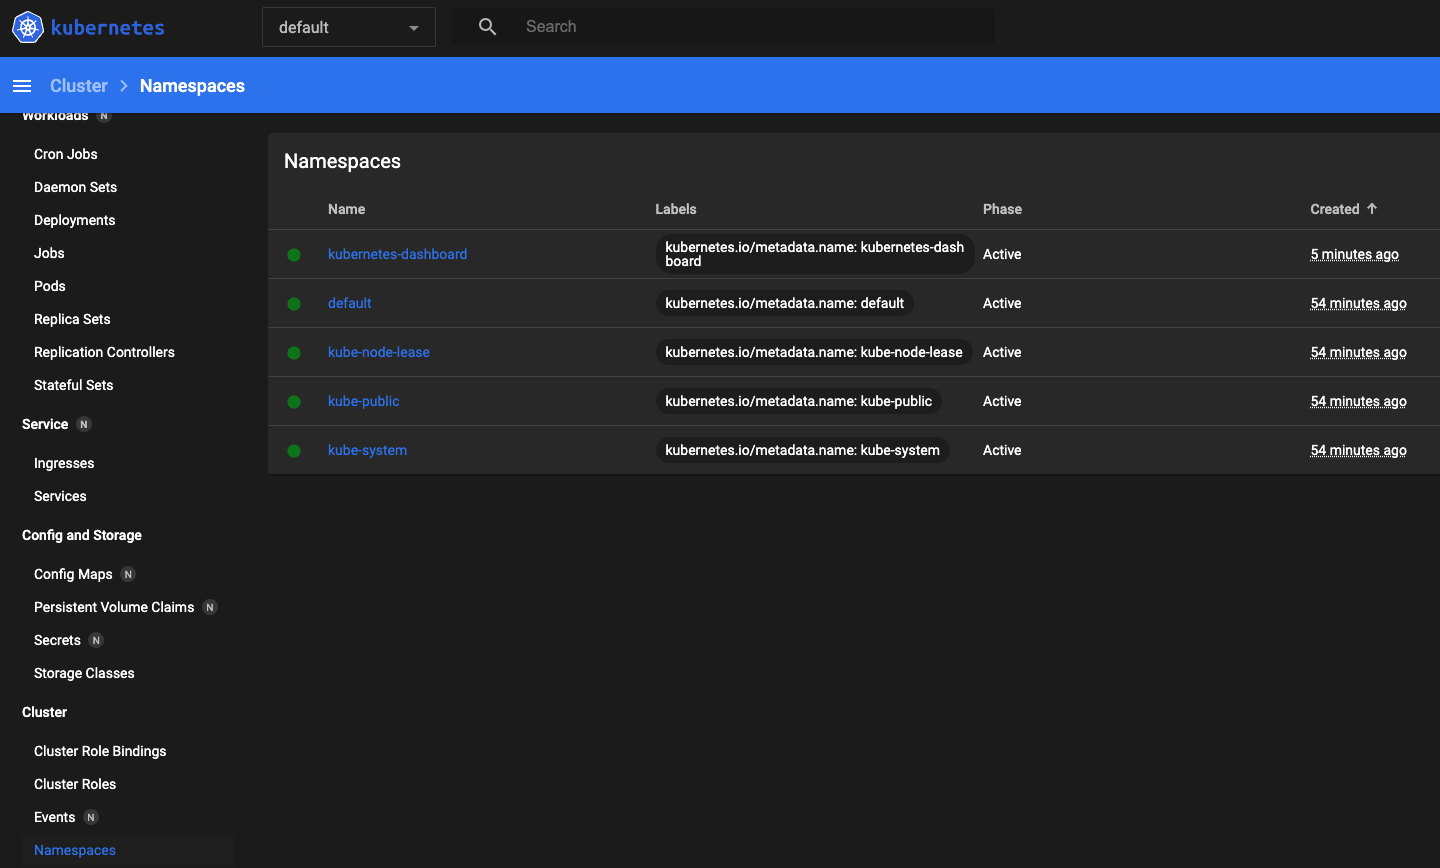 kubernetes
default
Search
Cluster
Namespaces
Workloads N
Cron Jobs
Daemon Sets
Deployments
Jobs
Pods
Replica Sets
Replication Controllers
Stateful Sets
Service N
Ingresses
Services
Config and Storage
Config Maps N
Persistent Volume Claims N
Secrets N
Storage Classes
Cluster
Cluster Role Bindings
Cluster Roles
Events N
Namespaces
Namespaces
Name Labels Phase Created
kubernetes-dashboard kubernetes.io/metadata.name: kubernetes-dash
board Active 5 minutes ago
default kubernetes.io/metadata.name: default Active 54 minutes ago
kube-node-lease kubernetes.io/metadata.name: kube-node-lease Active 54 minutes ago
kube-public kubernetes.io/metadata.name: kube-public Active 54 minutes ago
kube-system kubernetes.io/metadata.name: kube-system Active 54 minutes ago